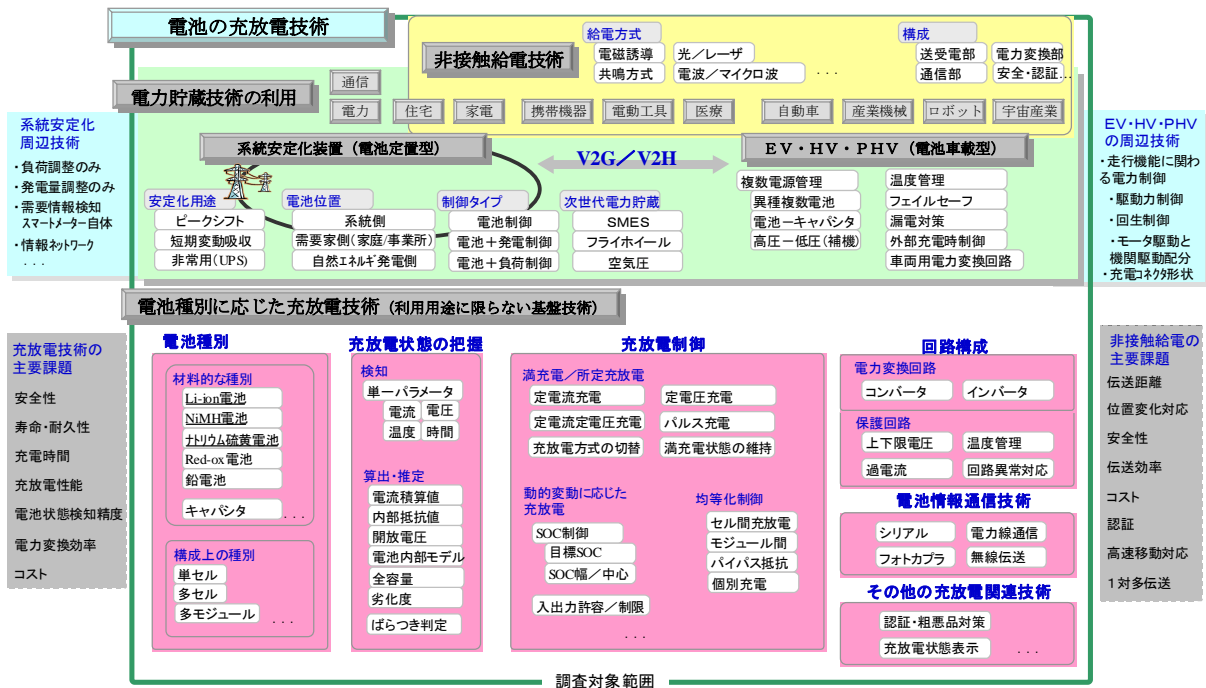 電池の充放電技術
非接触給電技術
給電方式
電磁誘導
光／レーザ
共鳴方式
電波／マイクロ波
...
構成
送受電部
電力変換部
通信部
安全・認証...
電力貯蔵技術の利用
通信
電力
住宅
家電
携帯機器
電動工具
医療
自動車
産業機械
ロボット
宇宙産業
系統安定化
周辺技術
・負荷調整のみ
・発電量調整のみ
・需要情報検知
スマートメーター自体
・情報ネットワーク
...
系統安定化装置（電池定置型）
V2G／V2H
EV・HV・PHV（電池車載型）
安定化用途
ピークシフト
短期変動吸収
非常用(UPS)
電池位置
系統側
需要家側(家庭/事業所)
自然エネルギ発電側
制御タイプ
電池制御
電池＋発電制御
電池＋負荷制御
次世代電力貯蔵
SMES
フライホイール
空気圧
複数電源管理
異種複数電池
電池－キャパシタ
高圧－低圧(補機)
温度管理
フェイルセーフ
漏電対策
外部充電時制御
車両用電力変換回路
EV・HV・PHV
の周辺技術
・走行機能に関わ
る電力制御
・駆動力制御
・回生制御
・モータ駆動と
機関駆動配分
・充電コネクタ形状
電池種別に応じた充放電技術（利用用途に限らない基盤技術）
充放電技術の
主要課題
安全性
寿命・耐久性
充電時間
充放電性能
電池状態検知精度
電力変換効率
コスト
電池種別
材料的な種別
Li-ion電池
NiMH電池
ナトリウム硫黄電池
Red-ox電池
鉛電池
キャパシタ
...
構成上の種別
単セル
多セル
多モジュール
...
充放電状態の把握
検知
単一パラメータ
電流
電圧
温度
時間
算出・推定
電流積算値
内部抵抗値
開放電圧
電池内部モデル
全容量
劣化度
ばらつき判定
充放電制御
満充電／所定充放電
定電流充電
定電圧充電
定電流定電圧充電
パルス充電
充放電方式の切替
満充電状態の維持
動的変動に応じた
充放電
SOC制御
目標SOC
SOC幅／中心
入出力許容／制限
均等化制御
セル間充放電
モジュール間
バイパス抵抗
個別充電
...
回路構成
電力変換回路
コンバータ
インバータ
保護回路
上下限電圧
温度管理
過電流
回路異常対応
電池情報通信技術
シリアル
電力線通信
フォトカプラ
無線伝送
その他の充放電関連技術
認証・粗悪品対策
充放電状態表示
...
非接触給電の
主要課題
伝送距離
位置変化対応
安全性
伝送効率
コスト
認証
高速移動対応
１対多伝送
調査対象範囲